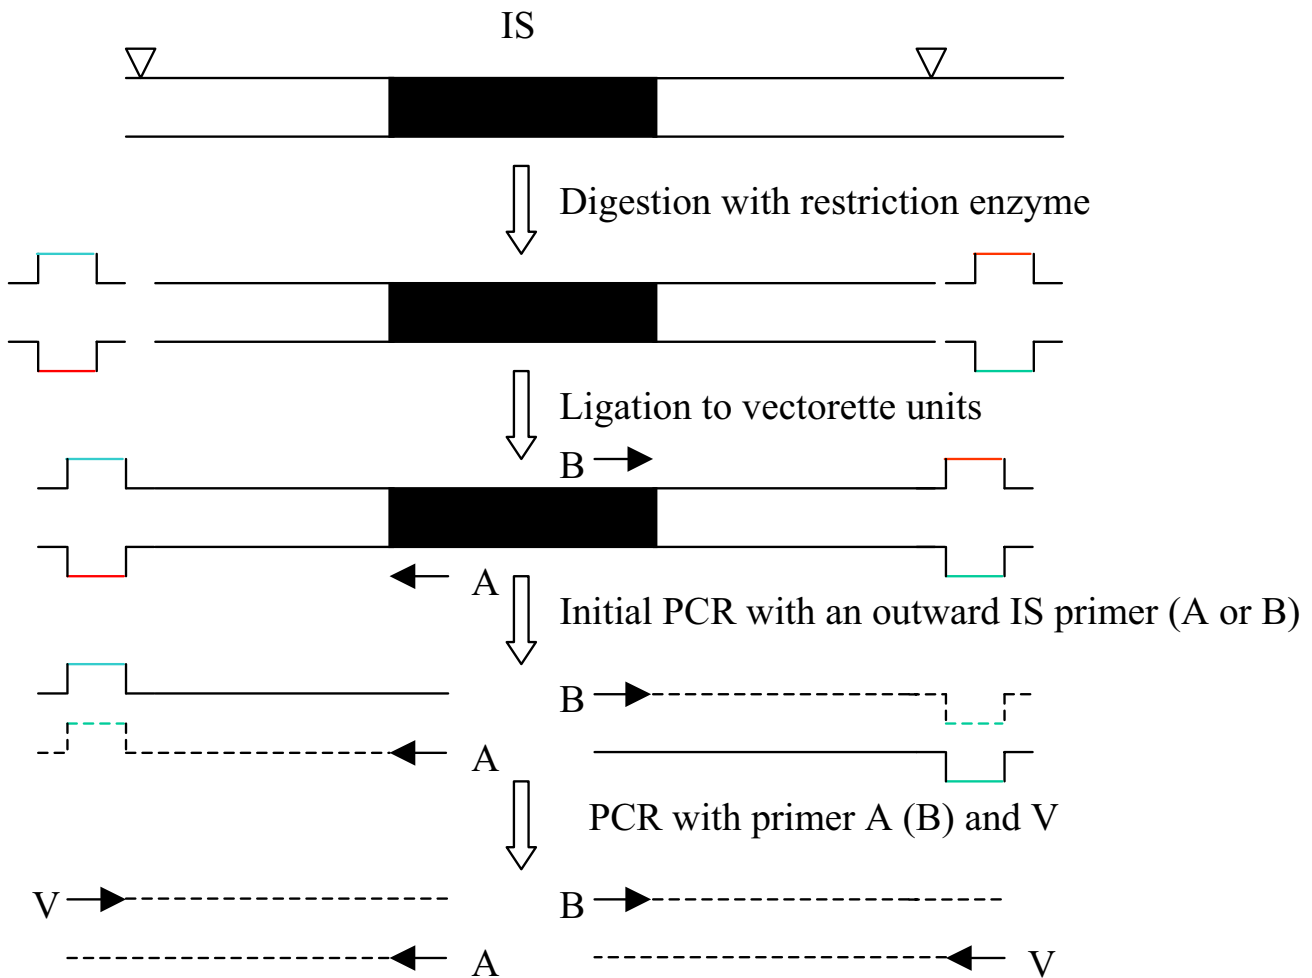 IS
Digestion with restriction enzyme
Ligation to vectorette units
B
A
Initial PCR with an outward IS primer (A or B)
B
A
PCR with primer A (B) and V
V B
A V